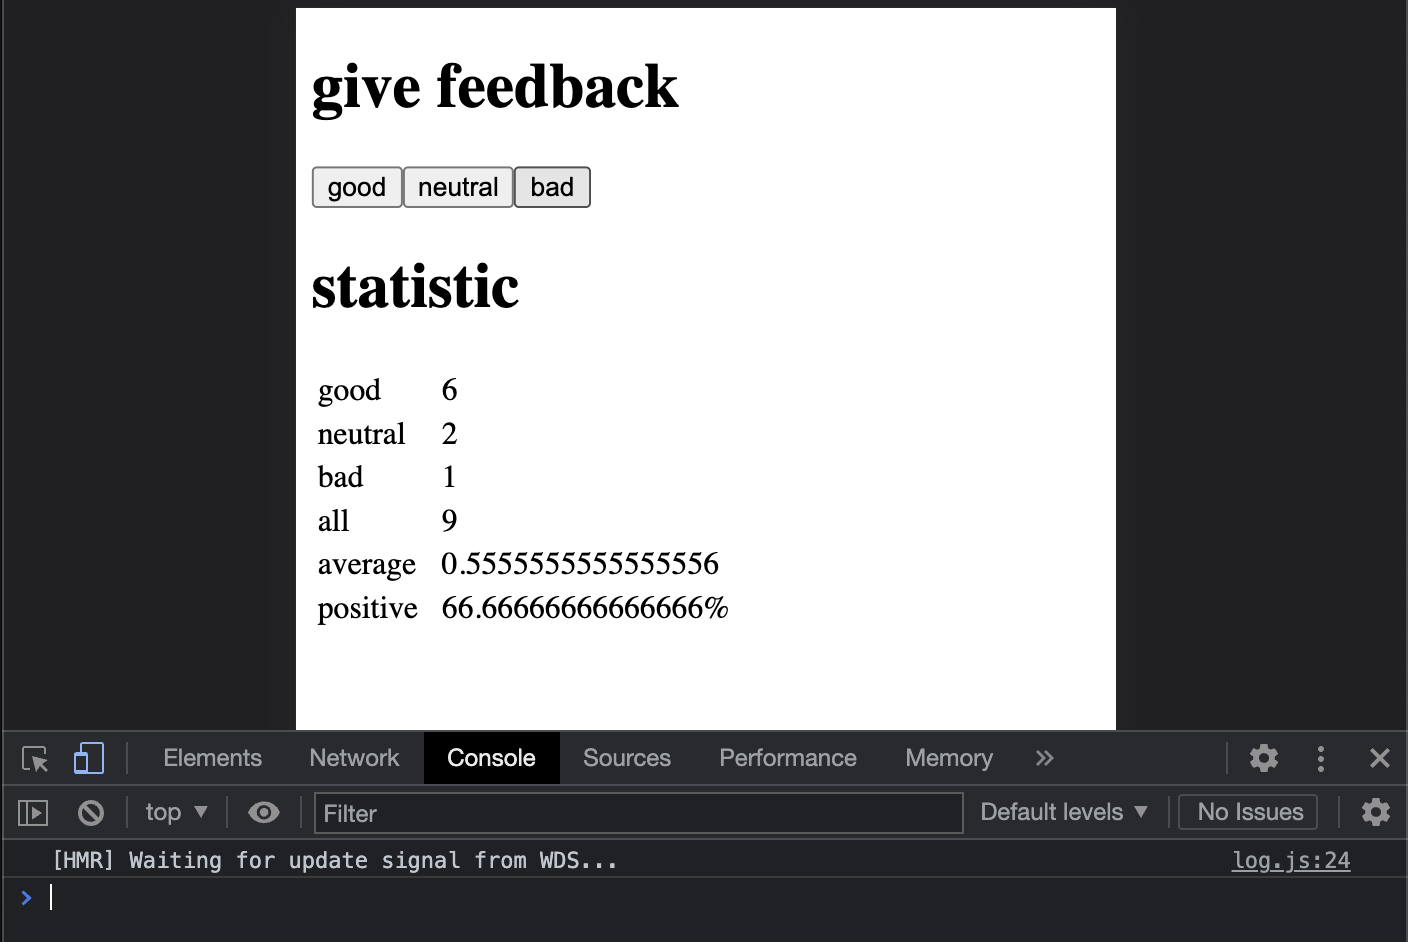 give feedback
good neutral bad
statistic
good 6
neutral 2
bad 1
all 9
average 0.5555555555555556
positive 66.66666666666666%
Elements Network Console Sources Performance Memory »
top ▼ Filter Default levels ▼ No Issues
[HMR] Waiting for update signal from WDS... log.js:24
>